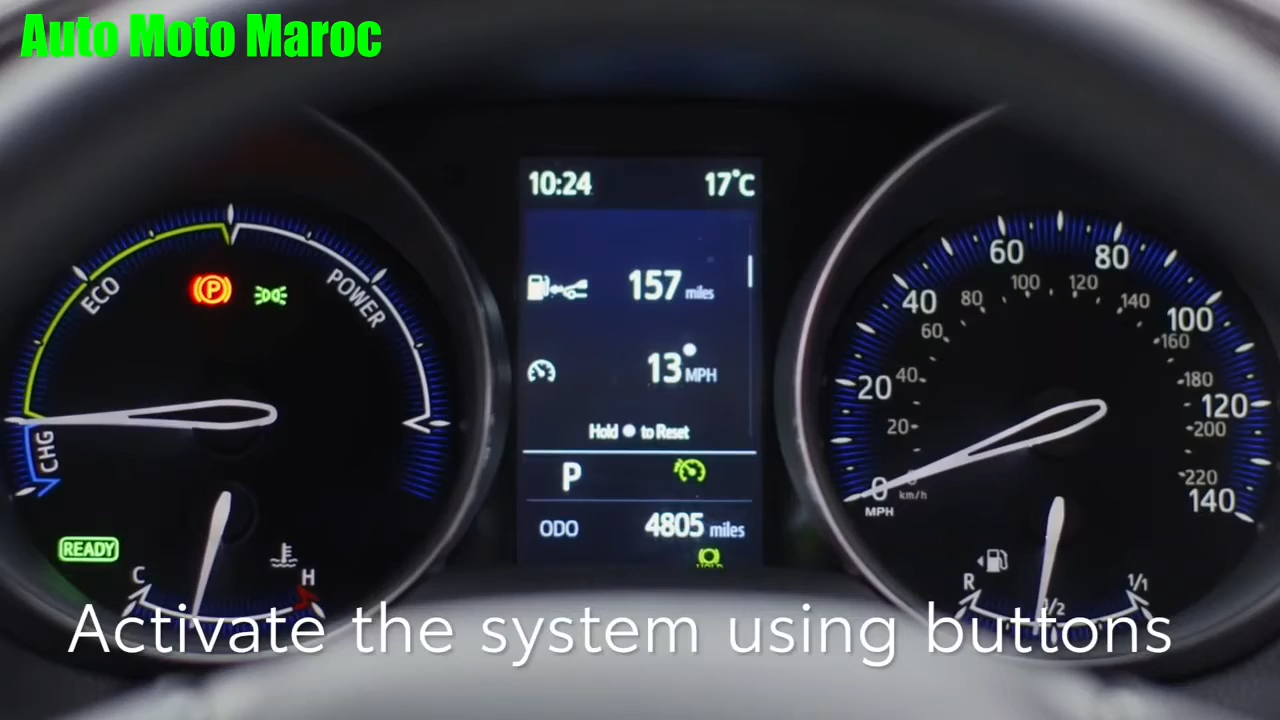 Auto Moto Maroc
10:24 17°C
157 miles
13 MPH
Hold to Reset
P
ODO 4805 miles
HOLD
CHG ECO POWER
P
READY
C H
0 20 40 60 80 100 120 140
MPH
20 40 60 80 100 120 140 160 180 200 220
km/h
R 1/2 1/1
Activate the system using buttons